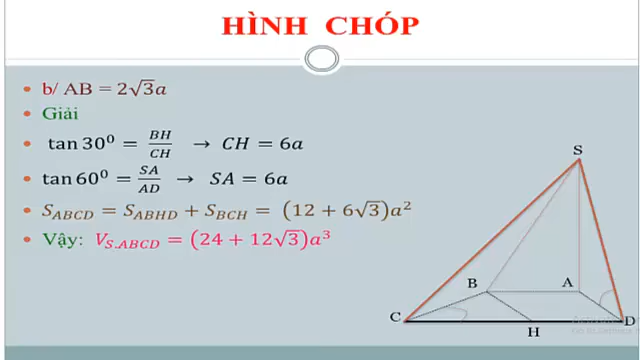 HÌNH CHÓP
b/ AB = 2√3a
Giải
tan 30⁰ = BH/CH → CH = 6a
tan 60⁰ = SA/AD → SA = 6a
S_ABCD = S_ABHD + S_BCH = (12 + 6√3)a²
Vậy: V_S.ABCD = (24 + 12√3)a³
S
B
A
C
D
H